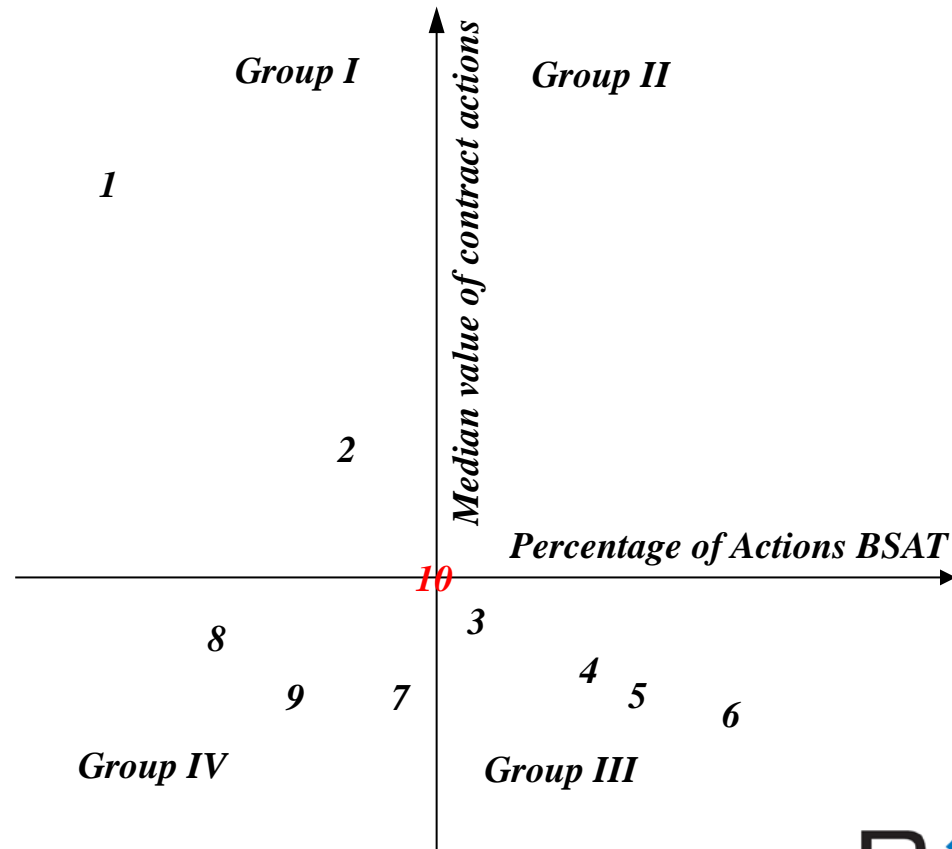 Group I
Group II
Median value of contract actions
1
2
Percentage of Actions BSAT
10
3
8
4
9
7
5
6
Group IV
Group III